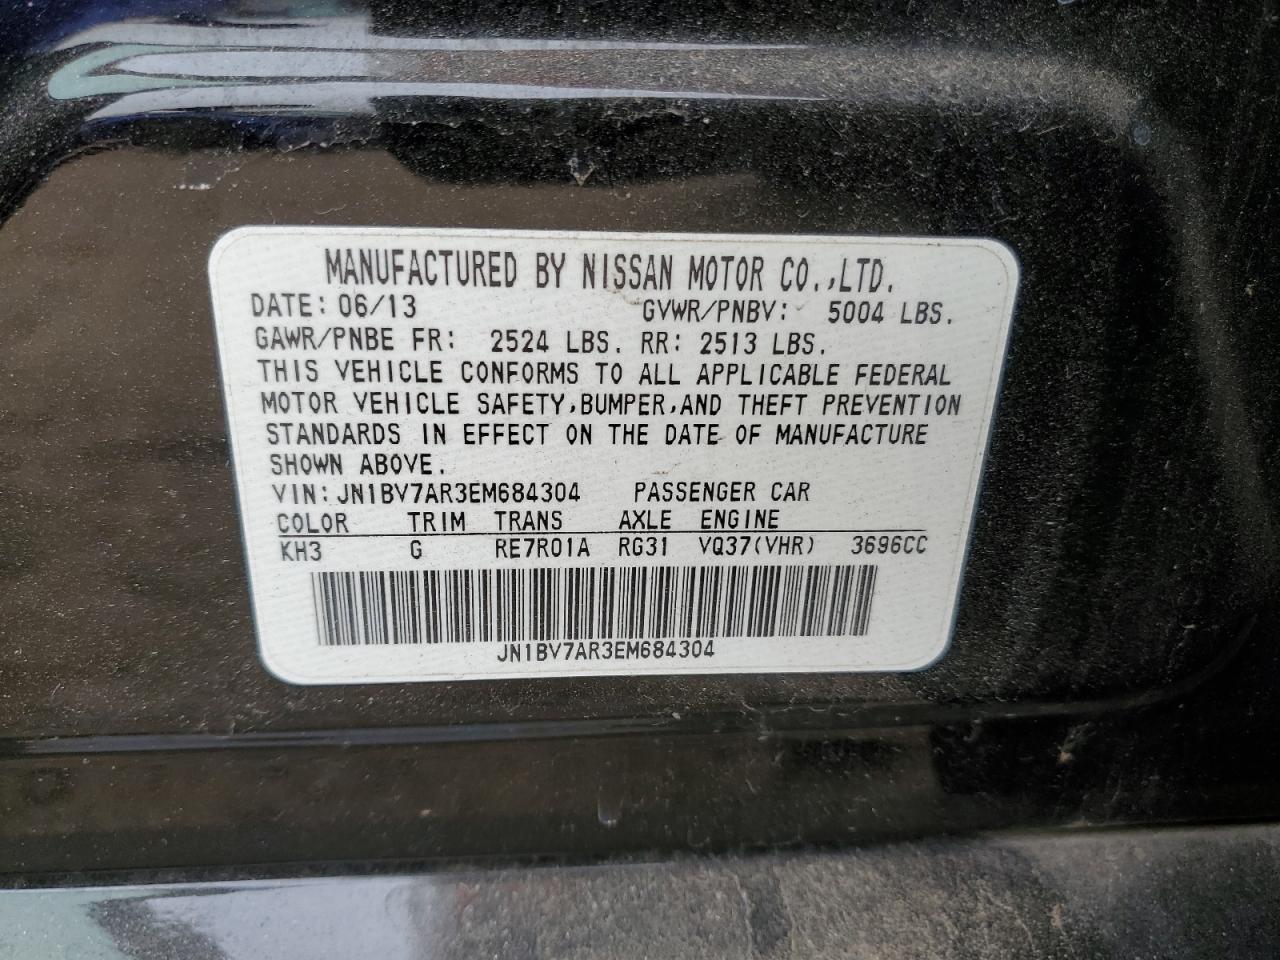 MANUFACTURED BY NISSAN MOTOR CO.,LTD.
DATE: 06/13 GVWR/PNBV: 5004 LBS.
GAWR/PNBE FR: 2524 LBS. RR: 2513 LBS.
THIS VEHICLE CONFORMS TO ALL APPLICABLE FEDERAL
MOTOR VEHICLE SAFETY,BUMPER,AND THEFT PREVENTION
STANDARDS IN EFFECT ON THE DATE OF MANUFACTURE
SHOWN ABOVE.
VIN: JN1BV7AR3EM684304 PASSENGER CAR
COLOR TRIM TRANS AXLE ENGINE
KH3 G RE7R01A RG31 VQ37(VHR) 3696CC
JN1BV7AR3EM684304